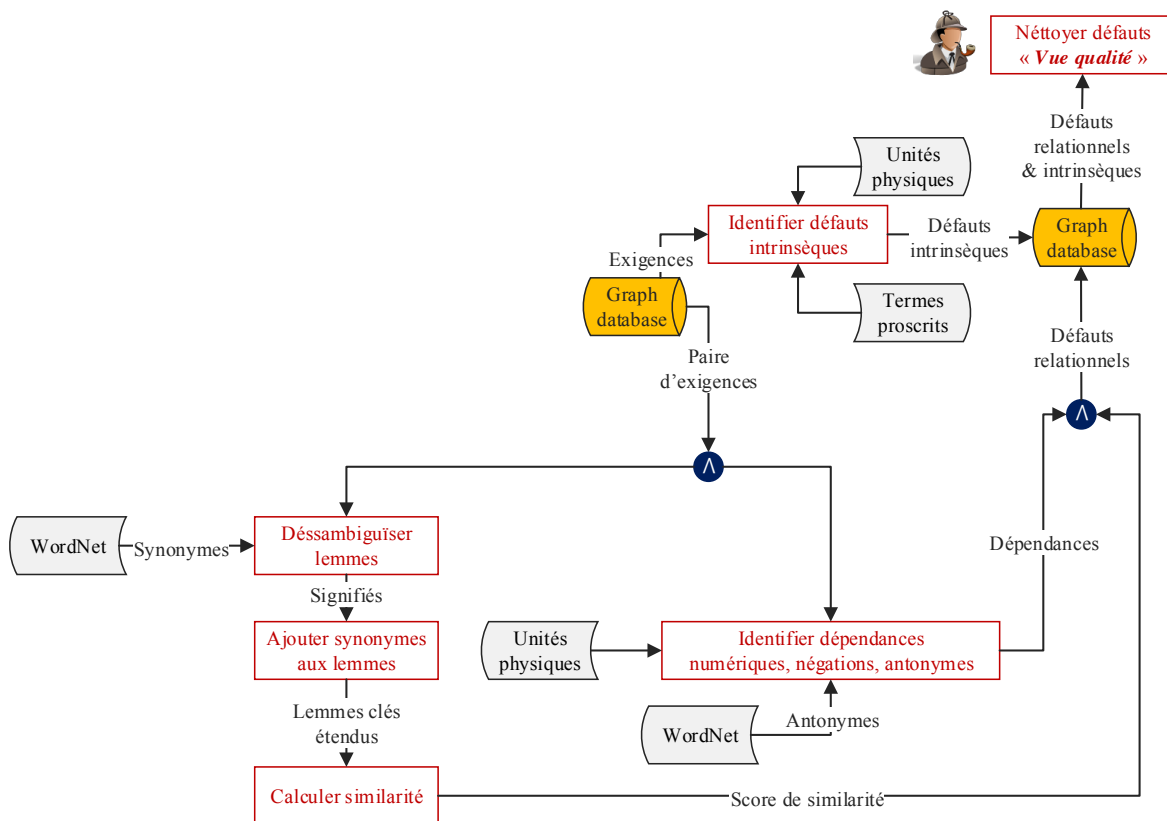 Néttoyer défauts
« Vue qualité »
Défauts
relationnels
& intrinsèques
Unités
physiques
Identifier défauts
intrinsèques
Défauts
intrinsèques
Graph
database
Exigences
Graph
database
Termes
proscrits
Paire
d’exigences
Défauts
relationnels
Λ
Λ
WordNet
Synonymes
Déssambiguïser
lemmes
Dépendances
Signifiés
Ajouter synonymes
aux lemmes
Unités
physiques
Identifier dépendances
numériques, négations, antonymes
Lemmes clés
étendus
WordNet
Antonymes
Calculer similarité
Score de similarité